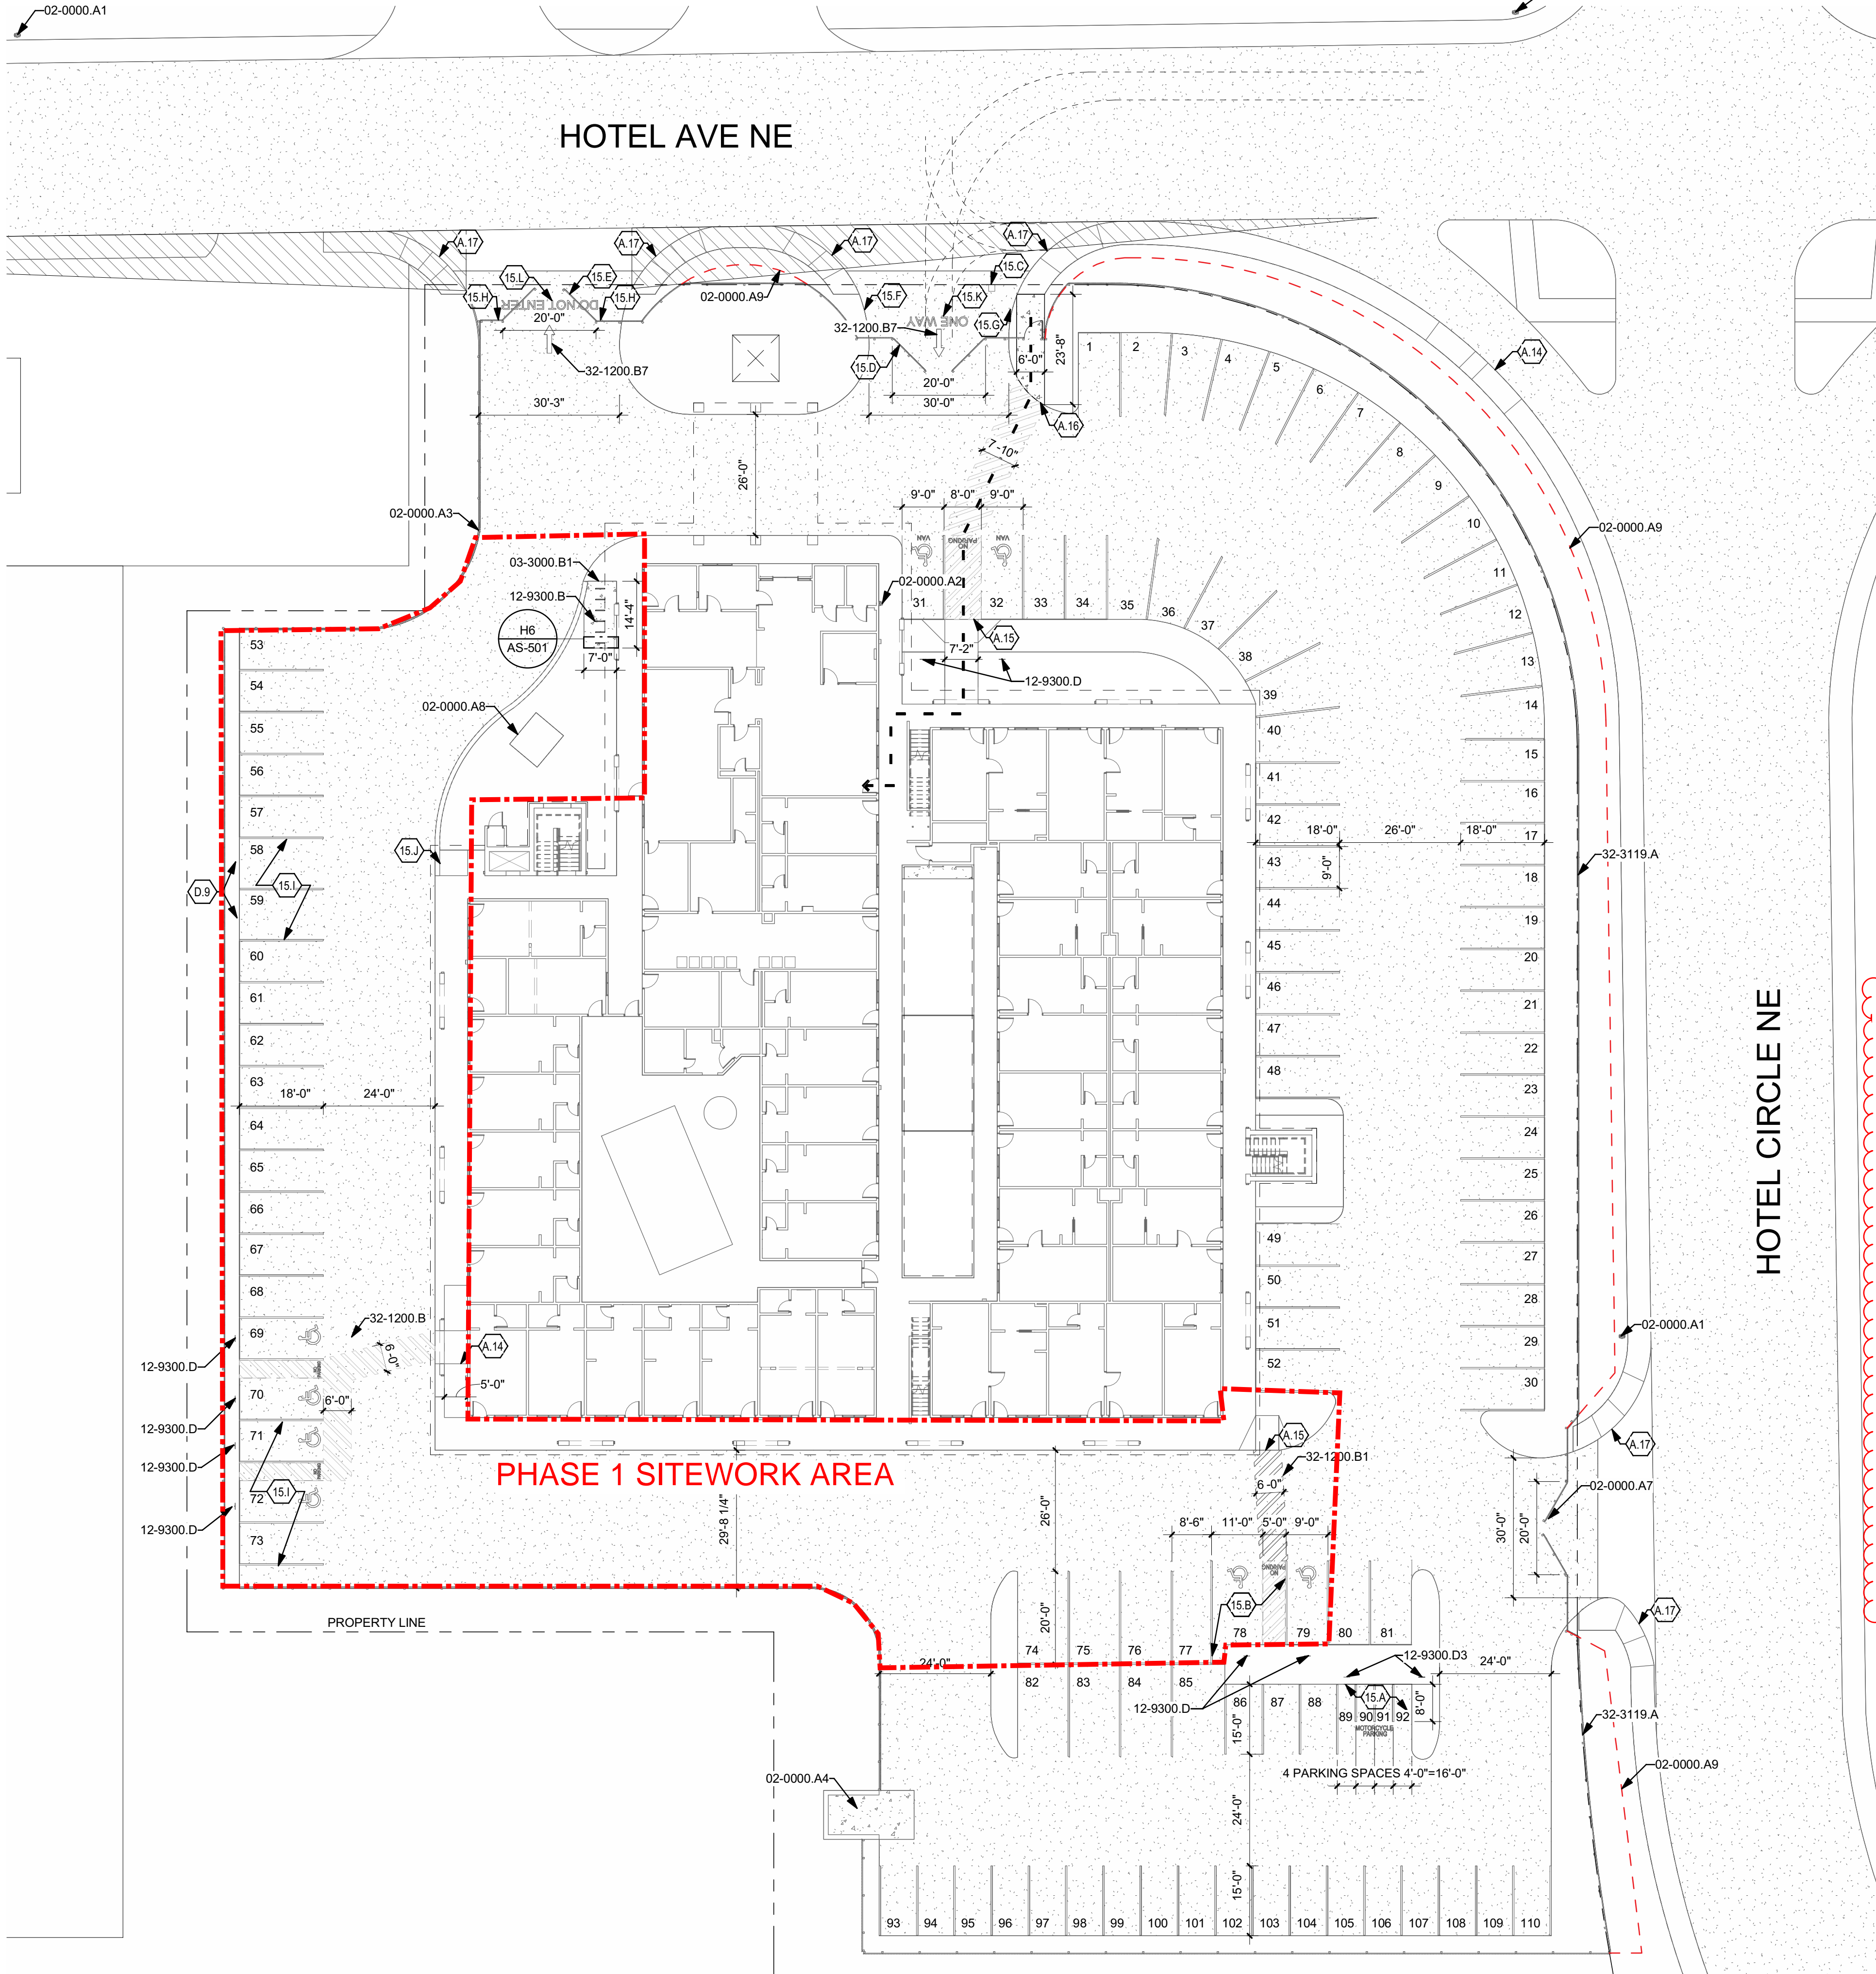 02-0000.A1
HOTEL AVE NE
A.17
A.17
A.17
A.17
15.L
15.E
15.C
15.H
15.H
02-0000.A9
15.F
15.K
DO NOT ENTER
ONE WAY
20'-0"
32-1200.B7
15.G
32-1200.B7
15.D
6'-0"
23'-8"
A.14
20'-0"
30'-3"
30'-0"
A.16
7'-10"
26'-0"
9'-0"
8'-0"
9'-0"
1
2
3
4
5
6
7
8
9
10
11
12
13
14
15
16
17
18
19
20
21
22
23
24
25
26
27
28
29
30
02-0000.A3
02-0000.A9
VAN
NO
PARKING
VAN
03-3000.B1
12-9300.B
02-0000.A2
H6
AS-501
14'-4"
7'-0"
31
32
33
34
35
36
37
38
39
40
41
42
43
44
45
46
47
48
49
50
51
52
A.15
7'-2"
12-9300.D
02-0000.A8
18'-0"
26'-0"
18'-0"
9'-0"
32-3119.A
15.J
D.9
15.I
53
54
55
56
57
58
59
60
61
62
63
64
65
66
67
68
69
70
71
72
73
18'-0"
24'-0"
HOTEL CIRCLE NE
32-1200.B
02-0000.A1
12-9300.D
6'-0"
A.14
NO
PARKING
5'-0"
6'-0"
12-9300.D
12-9300.D
NO
PARKING
15.I
12-9300.D
A.15
A.17
PHASE 1 SITEWORK AREA
32-1200.B1
02-0000.A7
6'-0"
29'-8 1/4"
26'-0"
8'-6"
11'-0"
5'-0"
9'-0"
30'-0"
20'-0"
NO
PARKING
15.B
A.17
PROPERTY LINE
20'-0"
74
75
76
77
78
79
80
81
24'-0"
12-9300.D3
24'-0"
82
83
84
85
86
87
88
89
90
91
92
15.A
8'-0"
12-9300.D
MOTORCYCLE
PARKING
15'-0"
32-3119.A
02-0000.A9
02-0000.A4
4 PARKING SPACES 4'-0"=16'-0"
24'-0"
15'-0"
93
94
95
96
97
98
99
100
101
102
103
104
105
106
107
108
109
110